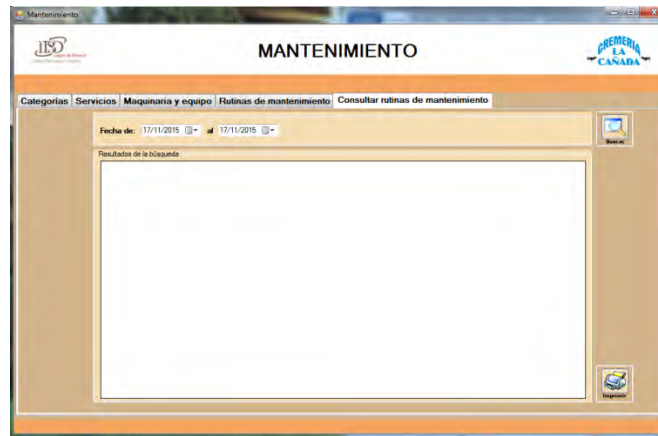 Mantenimiento
MANTENIMIENTO
CREMERIA
LA
CAÑADA
Categorias Servicios Maquinaria y equipo Rutinas de mantenimiento Consultar rutinas de mantenimiento
Fecha de: 17/11/2015 al 17/11/2015
Buscar
Resultados de la búsqueda
Imprimir